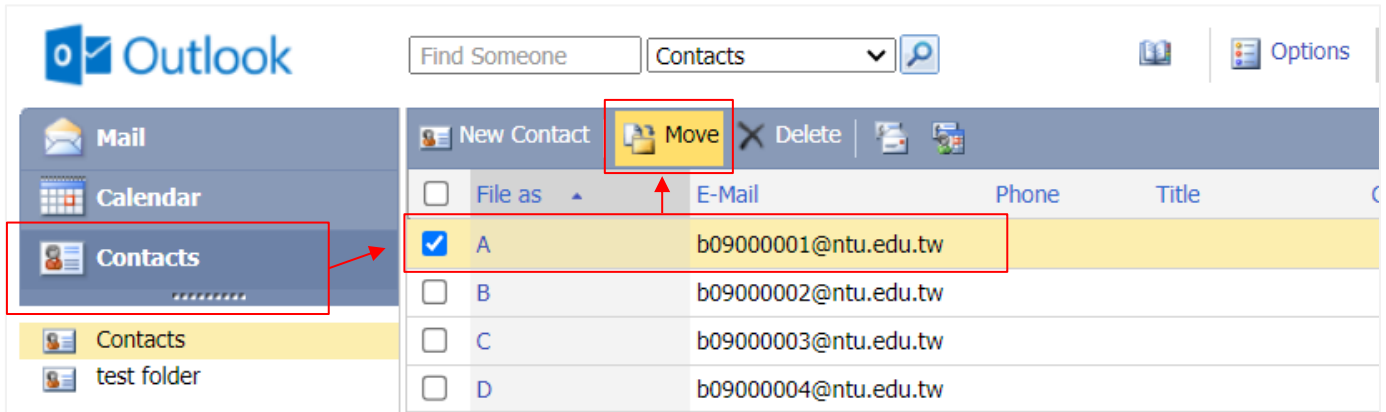 Outlook
Find Someone Contacts Options
Mail
Calendar
Contacts
Contacts
test folder
New Contact Move Delete
File as E-Mail Phone Title
A b09000001@ntu.edu.tw
B b09000002@ntu.edu.tw
C b09000003@ntu.edu.tw
D b09000004@ntu.edu.tw